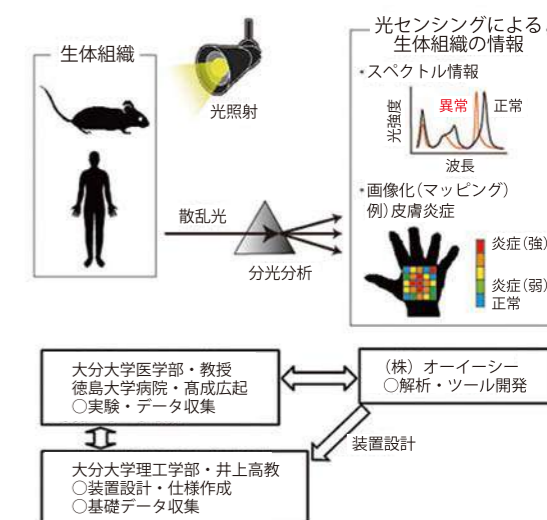 生体組織
光照射
散乱光
分光分析
光センシングによる
生体組織の情報
・スペクトル情報
光強度
異常
正常
波長
・画像化(マッピング)
例)皮膚炎症
炎症(強)
炎症(弱)
正常
大分大学医学部・教授
徳島大学病院・髙成広起
○実験・データ収集
(株)オーイーシー
○解析・ツール開発
装置設計
大分大学理工学部・井上高教
○装置設計・仕様作成
○基礎データ収集